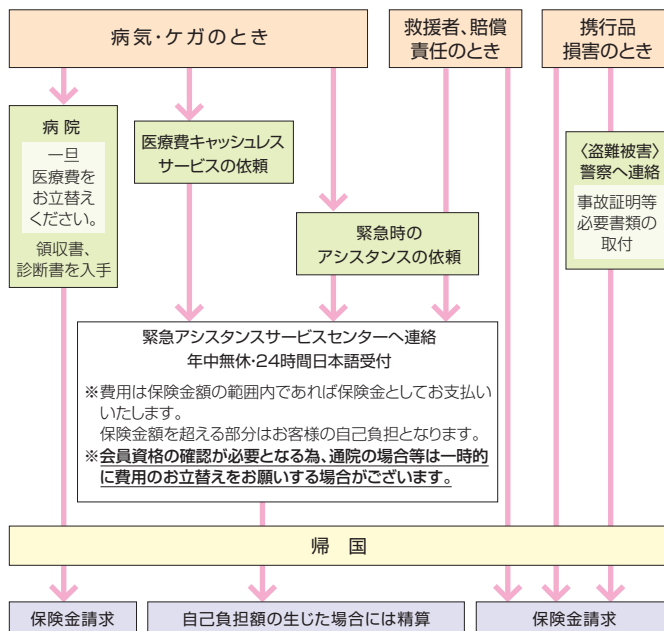 病気・ケガのとき
救援者、賠償
責任のとき
携行品
損害のとき
病 院
一旦
医療費を
お立替え
ください。
領収書、
診断書を入手
医療費キャッシュレス
サービスの依頼
緊急時の
アシスタンスの依頼
〈盗難被害〉
警察へ連絡
事故証明等
必要書類の
取付
緊急アシスタンスサービスセンターへ連絡
年中無休・24時間日本語受付
※費用は保険金額の範囲内であれば保険金としてお支払い
いたします。
保険金額を超える部分はお客様の自己負担となります。
※会員資格の確認が必要となる為、通院の場合等は一時的
に費用のお立替えをお願いする場合がございます。
帰 国
保険金請求
自己負担額の生じた場合には精算
保険金請求